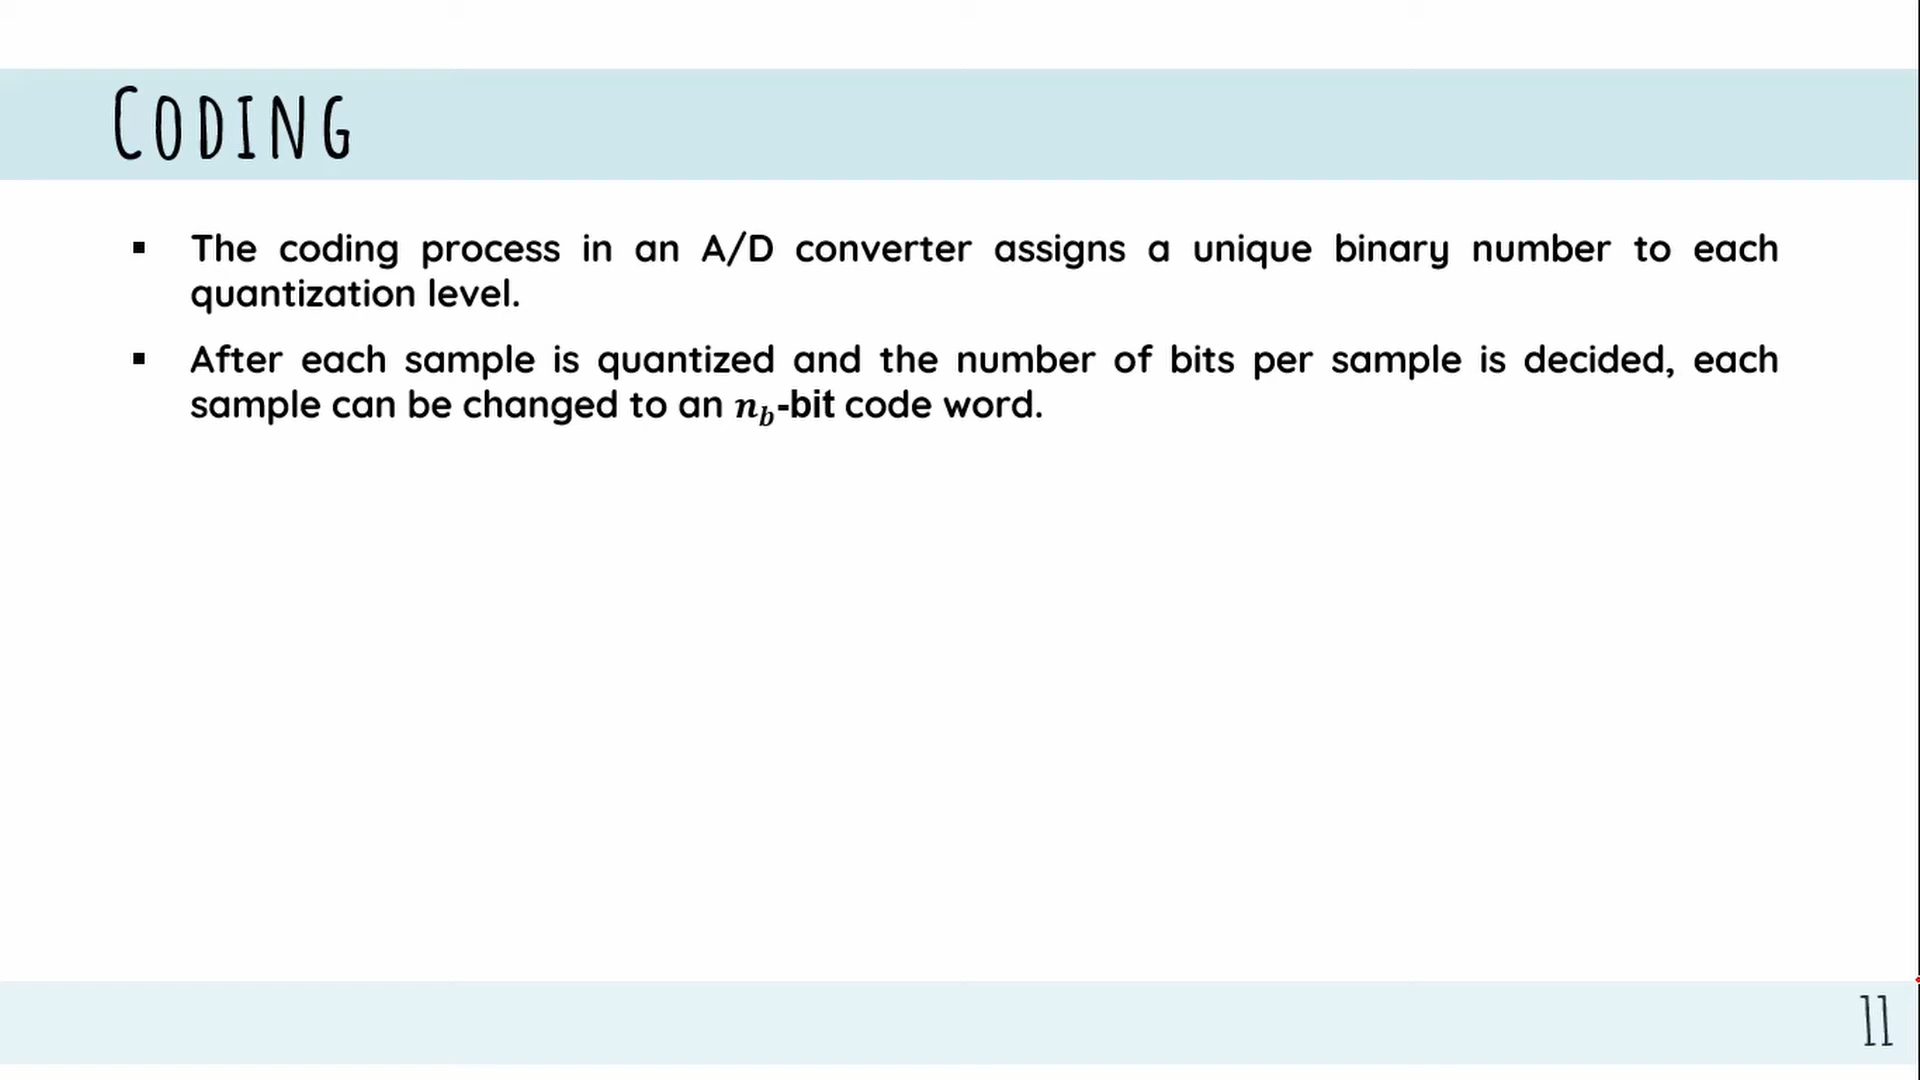 CODING
▪ The coding process in an A/D converter assigns a unique binary number to each
quantization level.
▪ After each sample is quantized and the number of bits per sample is decided, each
sample can be changed to an n_b-bit code word.
11